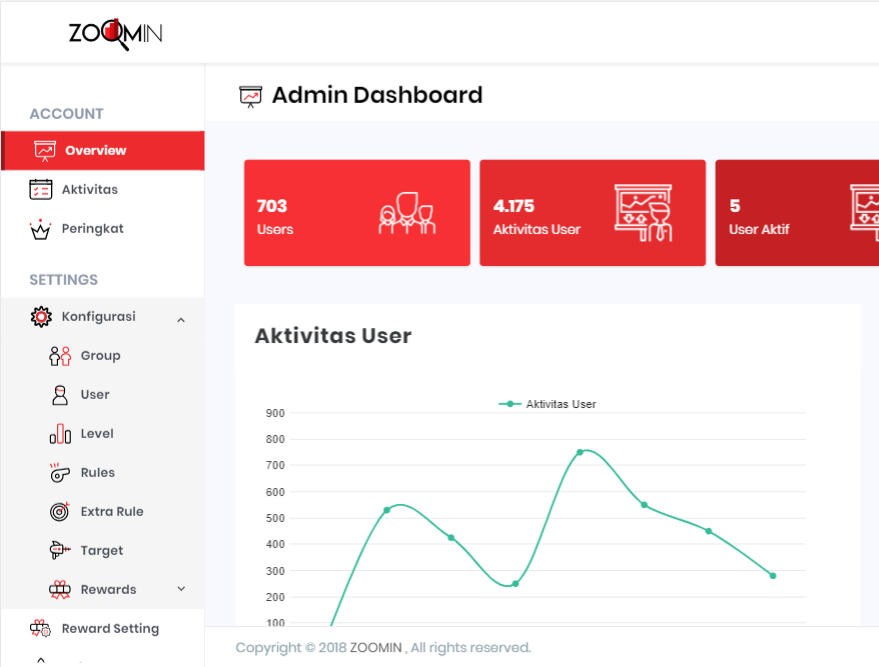 ZOOMIN
Admin Dashboard
ACCOUNT
Overview
Aktivitas
Peringkat
SETTINGS
Konfigurasi
Group
User
Level
Rules
Extra Rule
Target
Rewards
Reward Setting
703
Users
4.175
Aktivitas User
5
User Aktif
Aktivitas User
Aktivitas User
900
800
700
600
500
400
300
200
100
Copyright © 2018 ZOOMIN , All rights reserved.